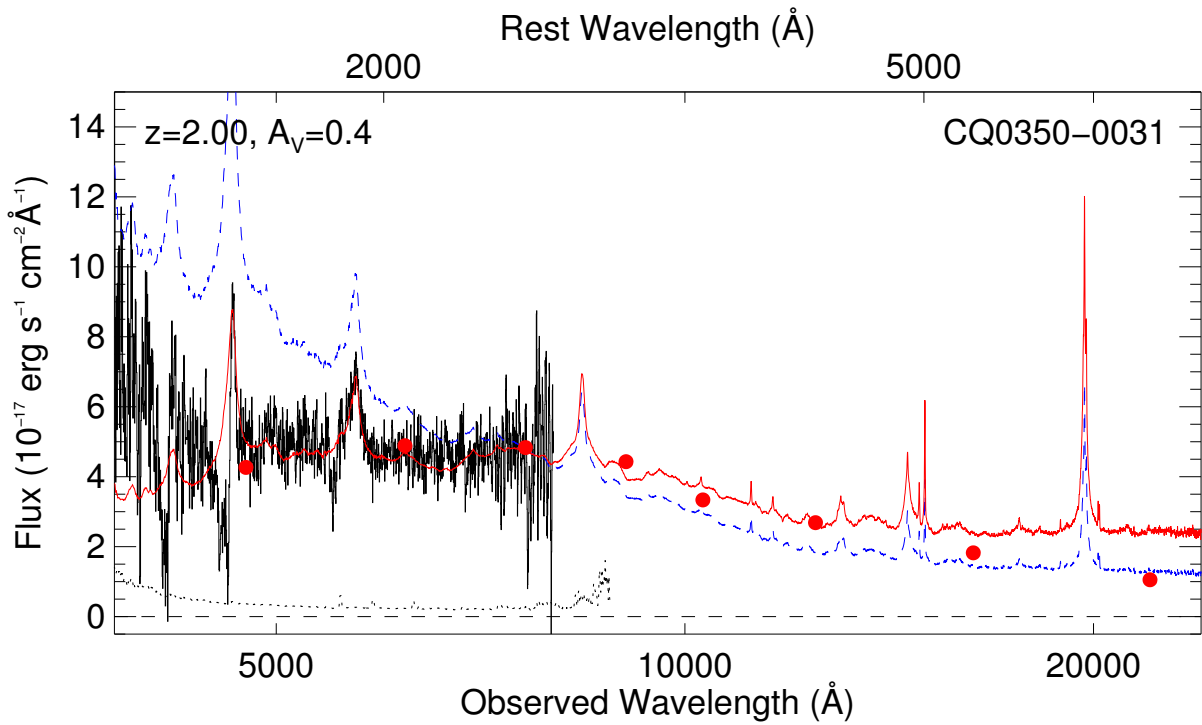 Rest Wavelength (Å)
2000 5000
z=2.00, A_V=0.4 CQ0350−0031
14
12
10
8
6
4
2
0
Flux (10⁻¹⁷ erg s⁻¹ cm⁻² Å⁻¹)
5000 10000 20000
Observed Wavelength (Å)